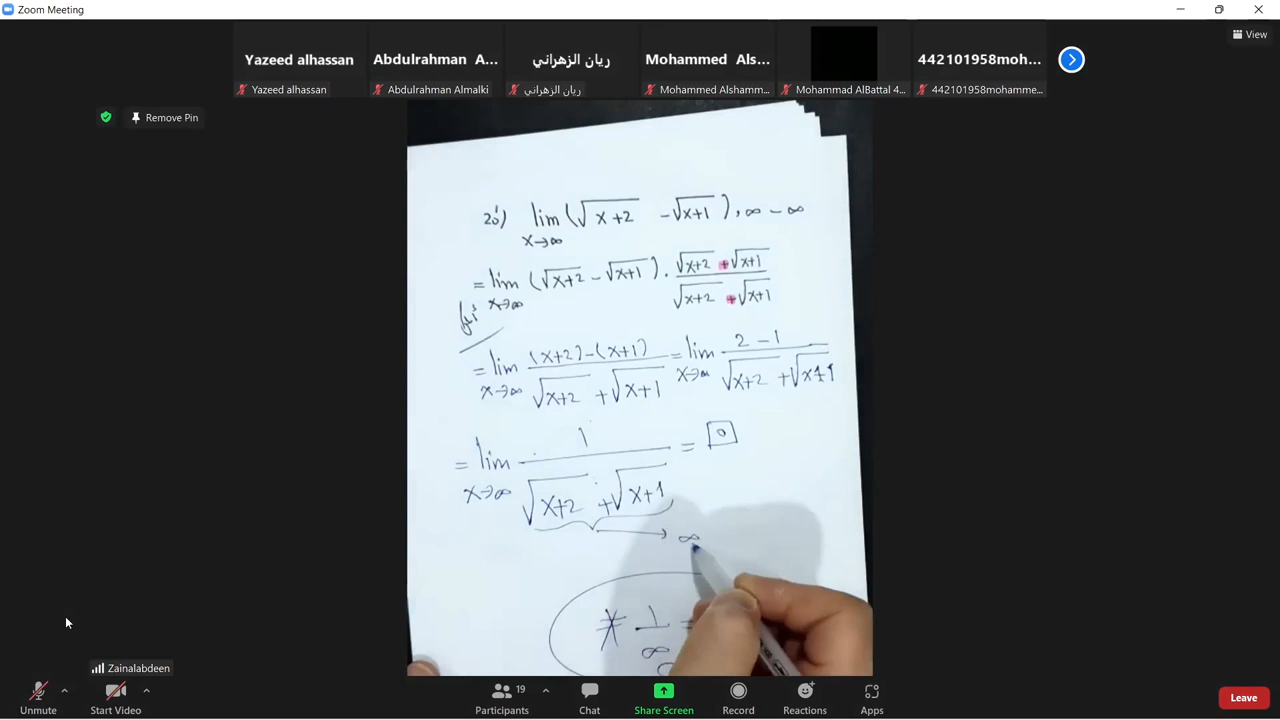 Zoom Meeting
View
Yazeed alhassan
Abdulrahman A...
ريان الزهراني
Mohammed Als...
442101958moh...
Yazeed alhassan
Abdulrahman Almalki
ريان الزهراني
Mohammed Alshamm...
Mohammad AlBattal 4...
442101958mohamme...
Remove Pin
20) lim x→∞ (√x+2 - √x+1), ∞ - ∞
= lim x→∞ (√x+2 - √x+1) . √x+2 + √x+1 / √x+2 + √x+1
= lim x→∞ (x+2)-(x+1) / √x+2 + √x+1 = lim x→∞ 2-1 / √x+2 + √x+1
= lim x→∞ 1 / √x+2 + √x+1 = 0
→ ∞
* 1/∞ =
Zainalabdeen
Unmute
Start Video
19
Participants
Chat
Share Screen
Record
Reactions
Apps
Leave